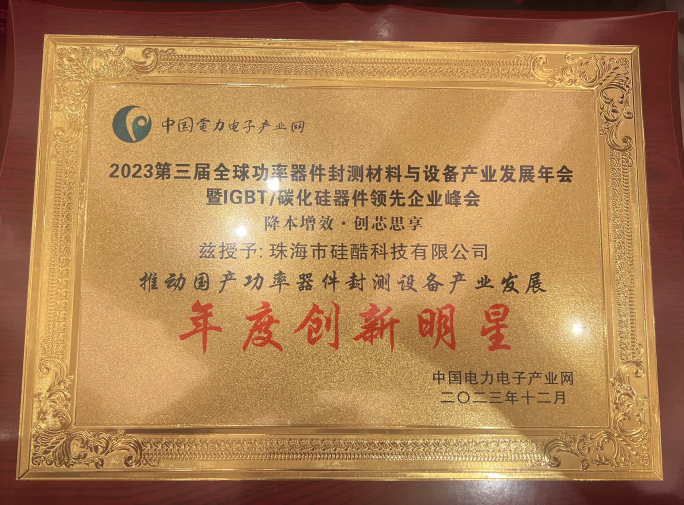 中国電力电子产业网
2023第三届全球功率器件封测材料与设备产业发展年会
暨IGBT/碳化硅器件领先企业峰会
降本增效·创芯思享
兹授予:珠海市硅酷科技有限公司
推动国产功率器件封测设备产业发展
年度创新明星
中国电力电子产业网
二〇二三年十二月